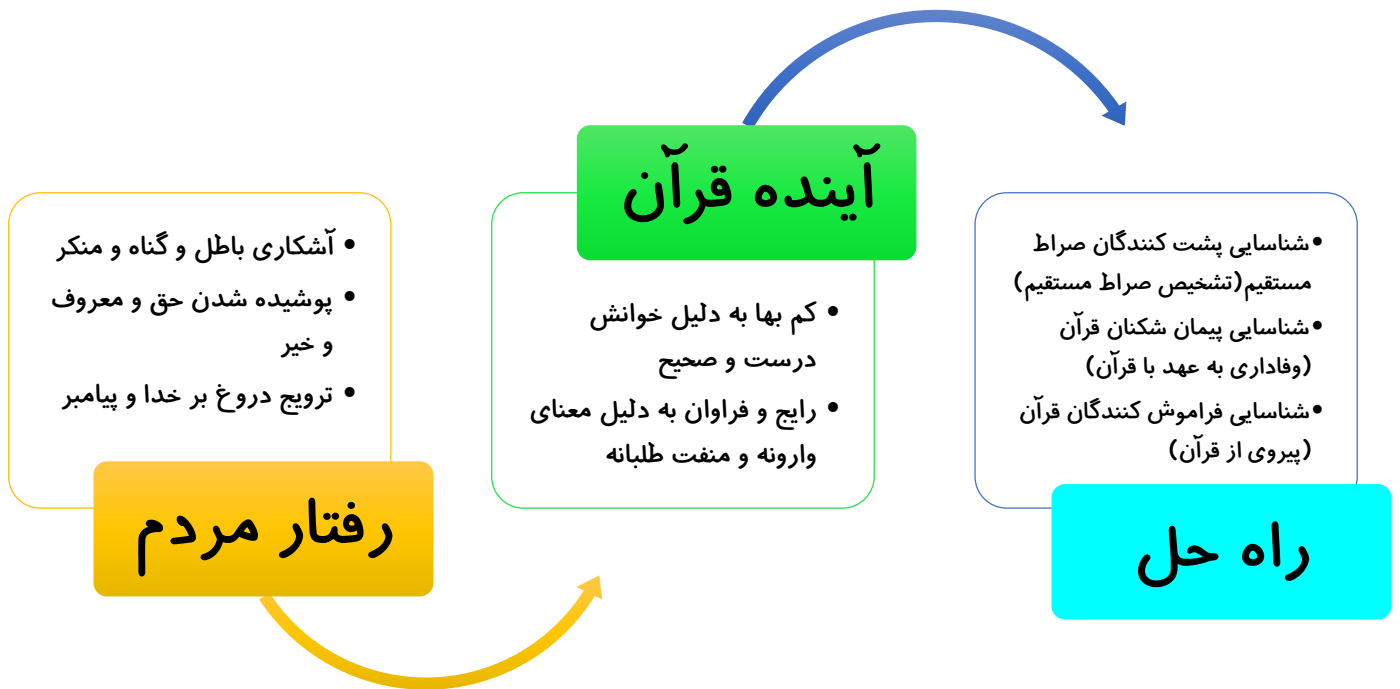 • آشکاری باطل و گناه و منکر
• پوشیده شدن حق و معروف
و خیر
• ترویج دروغ بر خدا و پیامبر
رفتار مردم
آینده قرآن
• کم بها به دلیل خوانش
درست و صحیح
• رایج و فراوان به دلیل معنای
وارونه و منفت طلبانه
•شناسایی پشت کنندگان صراط
مستقیم(تشخیص صراط مستقیم)
•شناسایی پیمان شکنان قرآن
(وفاداری به عهد با قرآن)
•شناسایی فراموش کنندگان قرآن
(پیروی از قرآن)
راه حل